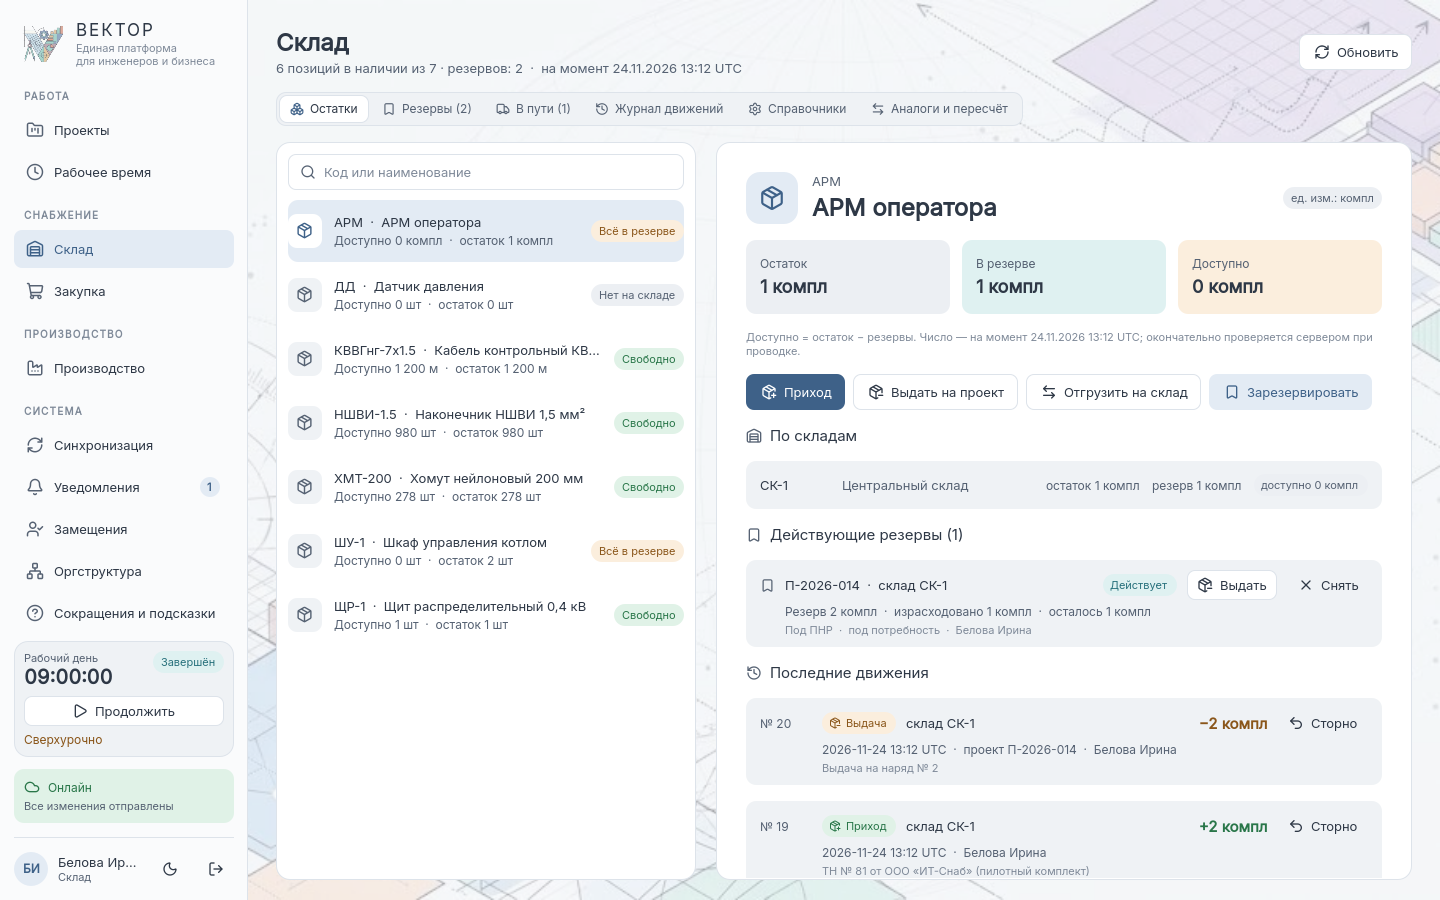 ВЕКТОР
Единая платформа
для инженеров и бизнеса
РАБОТА
Проекты
Рабочее время
СНАБЖЕНИЕ
Склад
Закупка
ПРОИЗВОДСТВО
Производство
СИСТЕМА
Синхронизация
Уведомления 1
Замещения
Оргструктура
Сокращения и подсказки
Рабочий день Завершён
09:00:00
Продолжить
Сверхурочно
Онлайн
Все изменения отправлены
БИ Белова Ир...
Склад
Склад
6 позиций в наличии из 7 · резервов: 2 · на момент 24.11.2026 13:12 UTC
Обновить
Остатки Резервы (2) В пути (1) Журнал движений Справочники Аналоги и пересчёт
Код или наименование
АРМ · АРМ оператора
Доступно 0 компл · остаток 1 компл
Всё в резерве
ДД · Датчик давления
Доступно 0 шт · остаток 0 шт
Нет на складе
КВВГнг-7х1.5 · Кабель контрольный КВ...
Доступно 1 200 м · остаток 1 200 м
Свободно
НШВИ-1.5 · Наконечник НШВИ 1,5 мм²
Доступно 980 шт · остаток 980 шт
Свободно
ХМТ-200 · Хомут нейлоновый 200 мм
Доступно 278 шт · остаток 278 шт
Свободно
ШУ-1 · Шкаф управления котлом
Доступно 0 шт · остаток 2 шт
Всё в резерве
ЩР-1 · Щит распределительный 0,4 кВ
Доступно 1 шт · остаток 1 шт
Свободно
АРМ
АРМ оператора
ед. изм.: компл
Остаток
1 компл
В резерве
1 компл
Доступно
0 компл
Доступно = остаток − резервы. Число — на момент 24.11.2026 13:12 UTC; окончательно проверяется сервером при
проводке.
Приход Выдать на проект Отгрузить на склад Зарезервировать
По складам
СК-1 Центральный склад остаток 1 компл резерв 1 компл доступно 0 компл
Действующие резервы (1)
П-2026-014 · склад СК-1 Действует Выдать Снять
Резерв 2 компл · израсходовано 1 компл · осталось 1 компл
Под ПНР · под потребность · Белова Ирина
Последние движения
№ 20 Выдача склад СК-1 −2 компл Сторно
2026-11-24 13:12 UTC · проект П-2026-014 · Белова Ирина
Выдача на наряд № 2
№ 19 Приход склад СК-1 +2 компл Сторно
2026-11-24 13:12 UTC · Белова Ирина
ТН № 81 от ООО «ИТ-Снаб» (пилотный комплект)